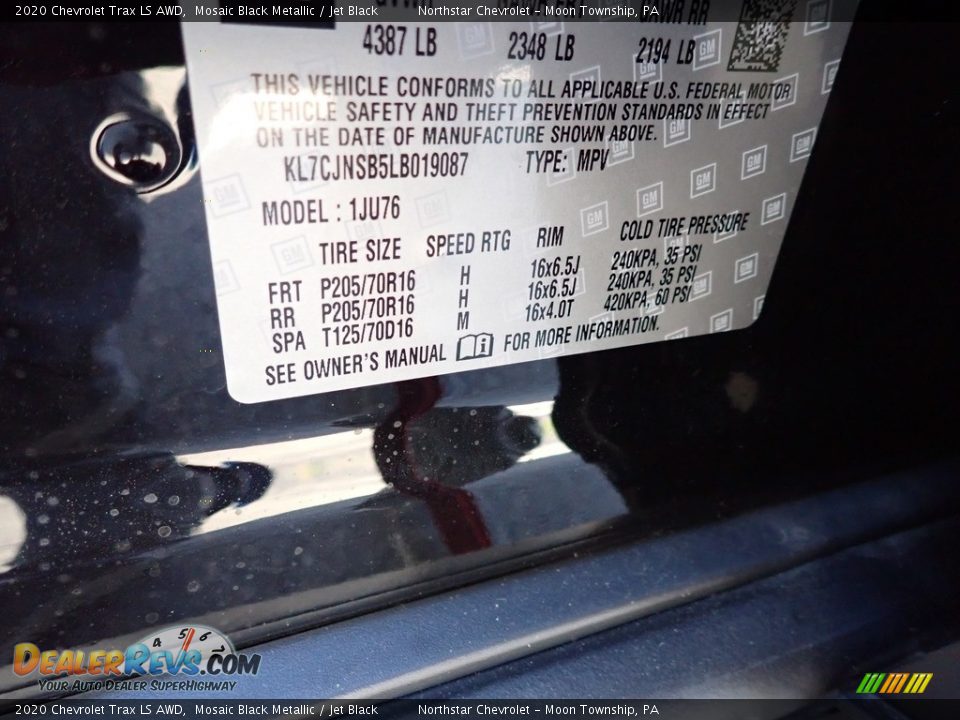 2020 Chevrolet Trax LS AWD, Mosaic Black Metallic / Jet Black Northstar Chevrolet - Moon Township, PA
GAWR RR
4387 LB 2348 LB 2194 LB
THIS VEHICLE CONFORMS TO ALL APPLICABLE U.S. FEDERAL MOTOR
VEHICLE SAFETY AND THEFT PREVENTION STANDARDS IN EFFECT
ON THE DATE OF MANUFACTURE SHOWN ABOVE.
KL7CJNSB5LB019087 TYPE: MPV
MODEL : 1JU76
TIRE SIZE SPEED RTG RIM COLD TIRE PRESSURE
FRT P205/70R16 H 16x6.5J 240KPA, 35 PSI
RR P205/70R16 H 16x6.5J 240KPA, 35 PSI
SPA T125/70D16 M 16x4.0T 420KPA, 60 PSI
SEE OWNER'S MANUAL i FOR MORE INFORMATION.
4 5 6
DealerRevs.com
Your Auto Dealer SuperHighway
2020 Chevrolet Trax LS AWD, Mosaic Black Metallic / Jet Black Northstar Chevrolet - Moon Township, PA